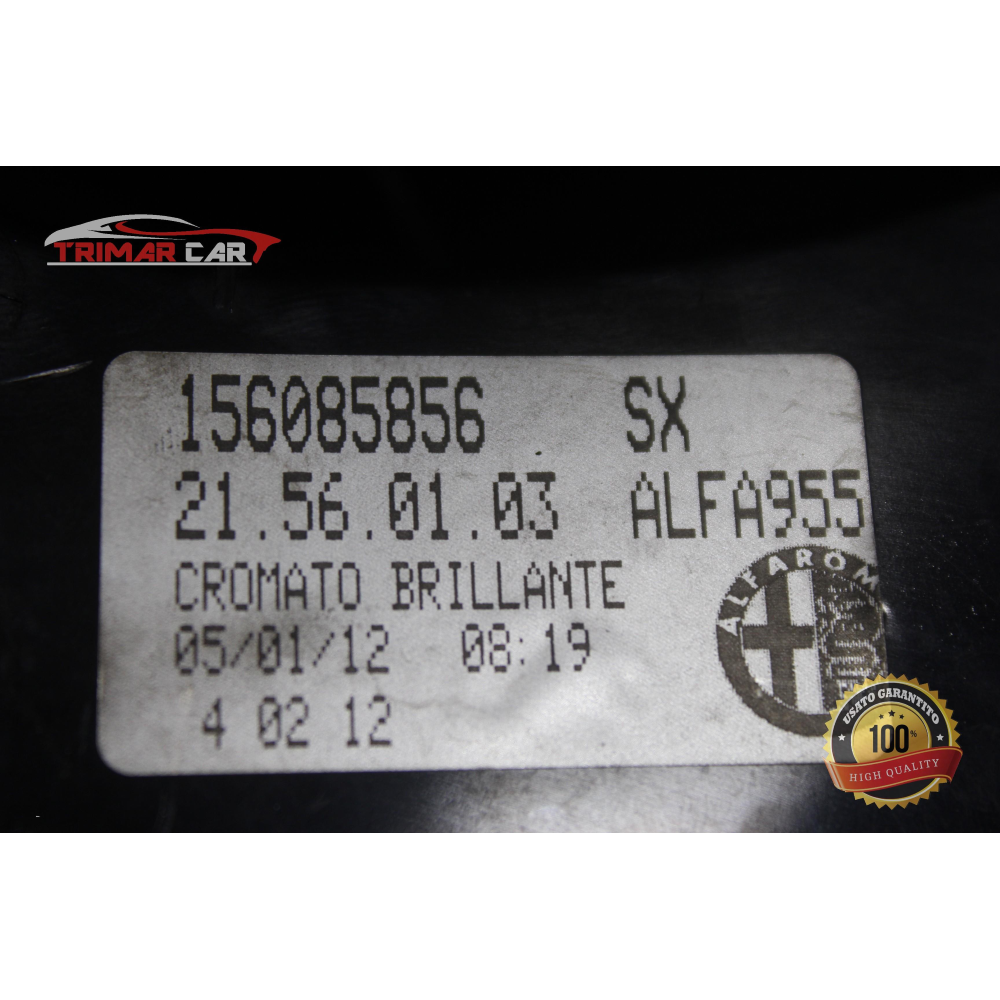 TRIMAR CAR
156085856 SX
21.56.01.03 ALFA955
CROMATO BRILLANTE
05/01/12 08:19
4 02 12
ALFAROM
USATO GARANTITO
100%
HIGH QUALITY